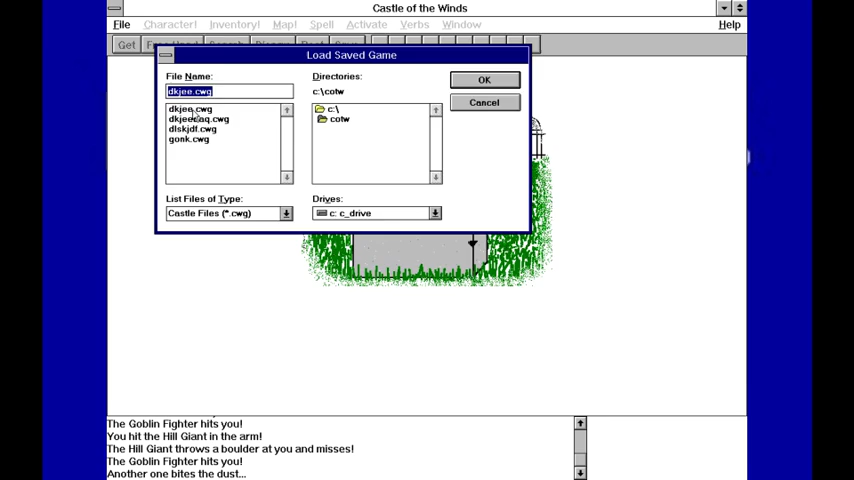 Castle of the Winds
File Character! Inventory! Map! Spell Activate Verbs Window Help
Get
Load Saved Game
File Name:
dkjee.cwg
dkjee.cwg
dlskjdf.cwg
gonk.cwg
List Files of Type:
Castle Files (*.cwg)
Directories:
c:\cotw
c:\
cotw
Drives:
c: c_drive
OK
Cancel
The Goblin Fighter hits you!
You hit the Hill Giant in the arm!
The Hill Giant throws a boulder at you and misses!
The Goblin Fighter hits you!
Another one bites the dust...